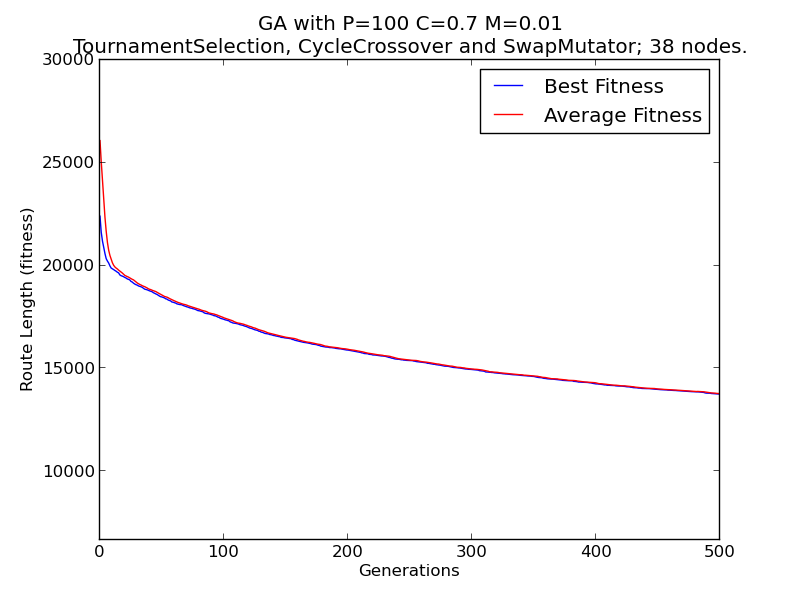 GA with P=100 C=0.7 M=0.01
TournamentSelection, CycleCrossover and SwapMutator; 38 nodes.
Best Fitness
Average Fitness
30000
25000
20000
15000
10000
Route Length (fitness)
0 100 200 300 400 500
Generations